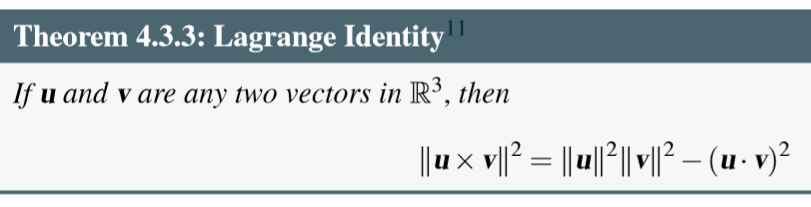 Theorem 4.3.3: Lagrange Identity¹¹
If u and v are any two vectors in ℝ³, then
‖u × v‖² = ‖u‖²‖v‖² – (u · v)²